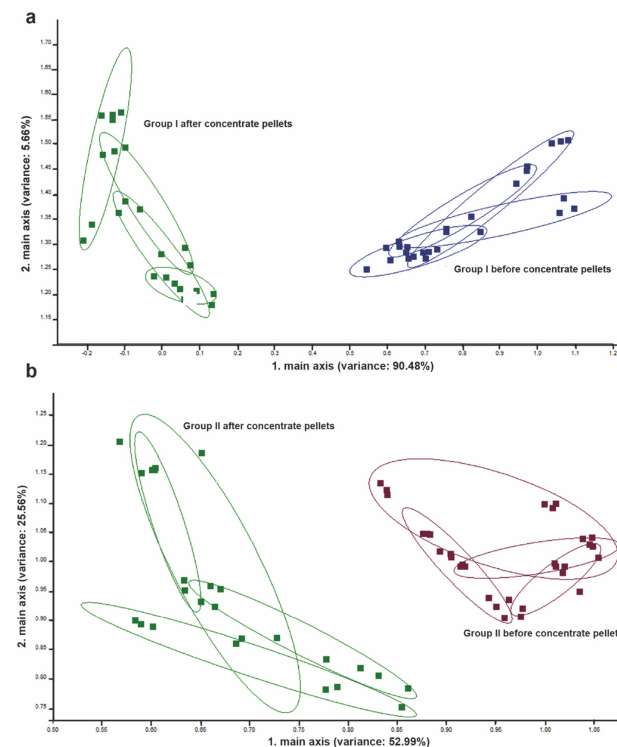 a
2. main axis (variance: 5.66%)
1.70
1.65
1.60
1.55
1.50
1.45
1.40
1.35
1.30
1.25
1.20
1.15
Group I after concentrate pellets
Group I before concentrate pellets
-0.2 -0.1 0.0 0.1 0.2 0.3 0.4 0.5 0.6 0.7 0.8 0.9 1.0 1.1 1.2
1. main axis (variance: 90.48%)
b
2. main axis (variance: 25.56%)
1.25
1.20
1.15
1.10
1.05
1.00
0.95
0.90
0.85
0.80
0.75
Group II after concentrate pellets
Group II before concentrate pellet
0.50 0.55 0.60 0.65 0.70 0.75 0.80 0.85 0.90 0.95 1.00 1.05
1. main axis (variance: 52.99%)